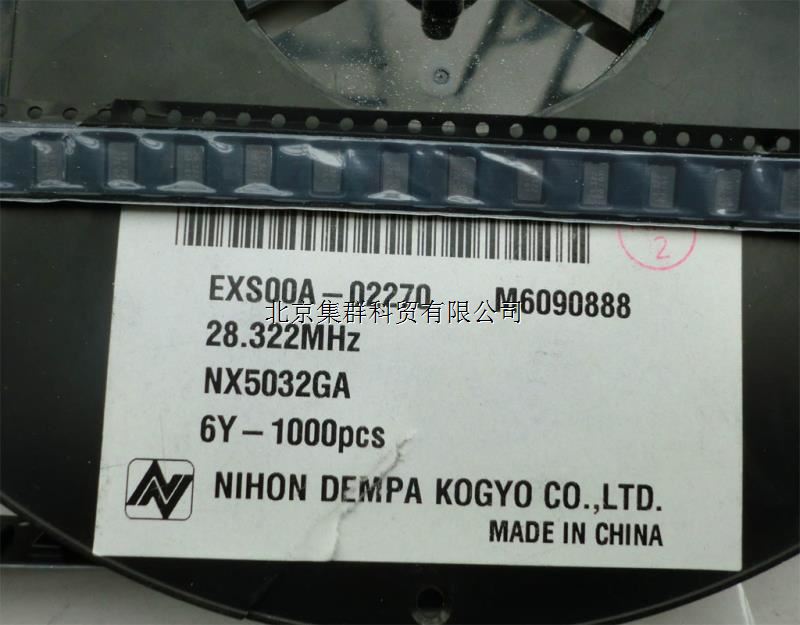 2
EXS00A-02270 M6090888
北京集群科贸有限公司
28.322MHz
NX5032GA
6Y-1000pcs
NIHON DEMPA KOGYO CO.,LTD.
MADE IN CHINA